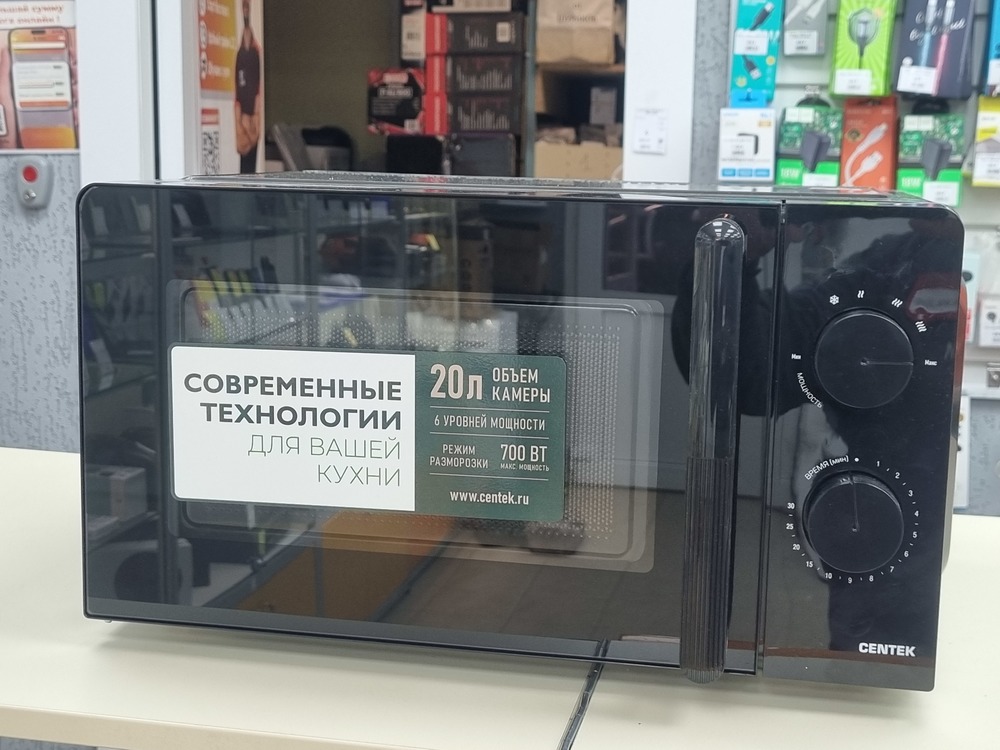 СОВРЕМЕННЫЕ
ТЕХНОЛОГИИ
ДЛЯ ВАШЕЙ
КУХНИ
20л ОБЪЕМ
КАМЕРЫ
6 УРОВНЕЙ МОЩНОСТИ
РЕЖИМ
РАЗМОРОЗКИ
700 ВТ
МАКС МОЩНОСТЬ
www.centek.ru
Мин
Макс
МОЩНОСТЬ
ВРЕМЯ (мин)
1
2
3
4
5
6
7
8
9
10
15
20
25
30
CENTEK